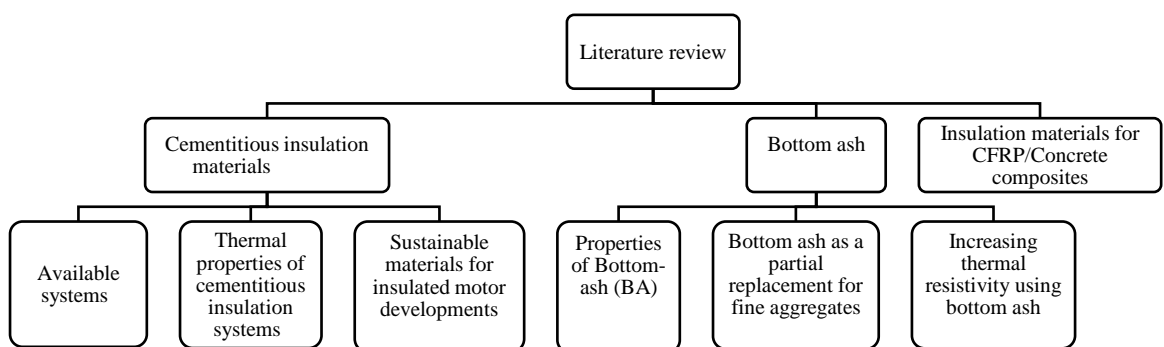 Literature review
Cementitious insulation
materials
Bottom ash
Insulation materials for
CFRP/Concrete
composites
Available
systems
Thermal
properties of
cementitious
insulation
systems
Sustainable
materials for
insulated motor
developments
Properties
of Bottom-
ash (BA)
Bottom ash as a
partial
replacement for
fine aggregates
Increasing
thermal
resistivity using
bottom ash